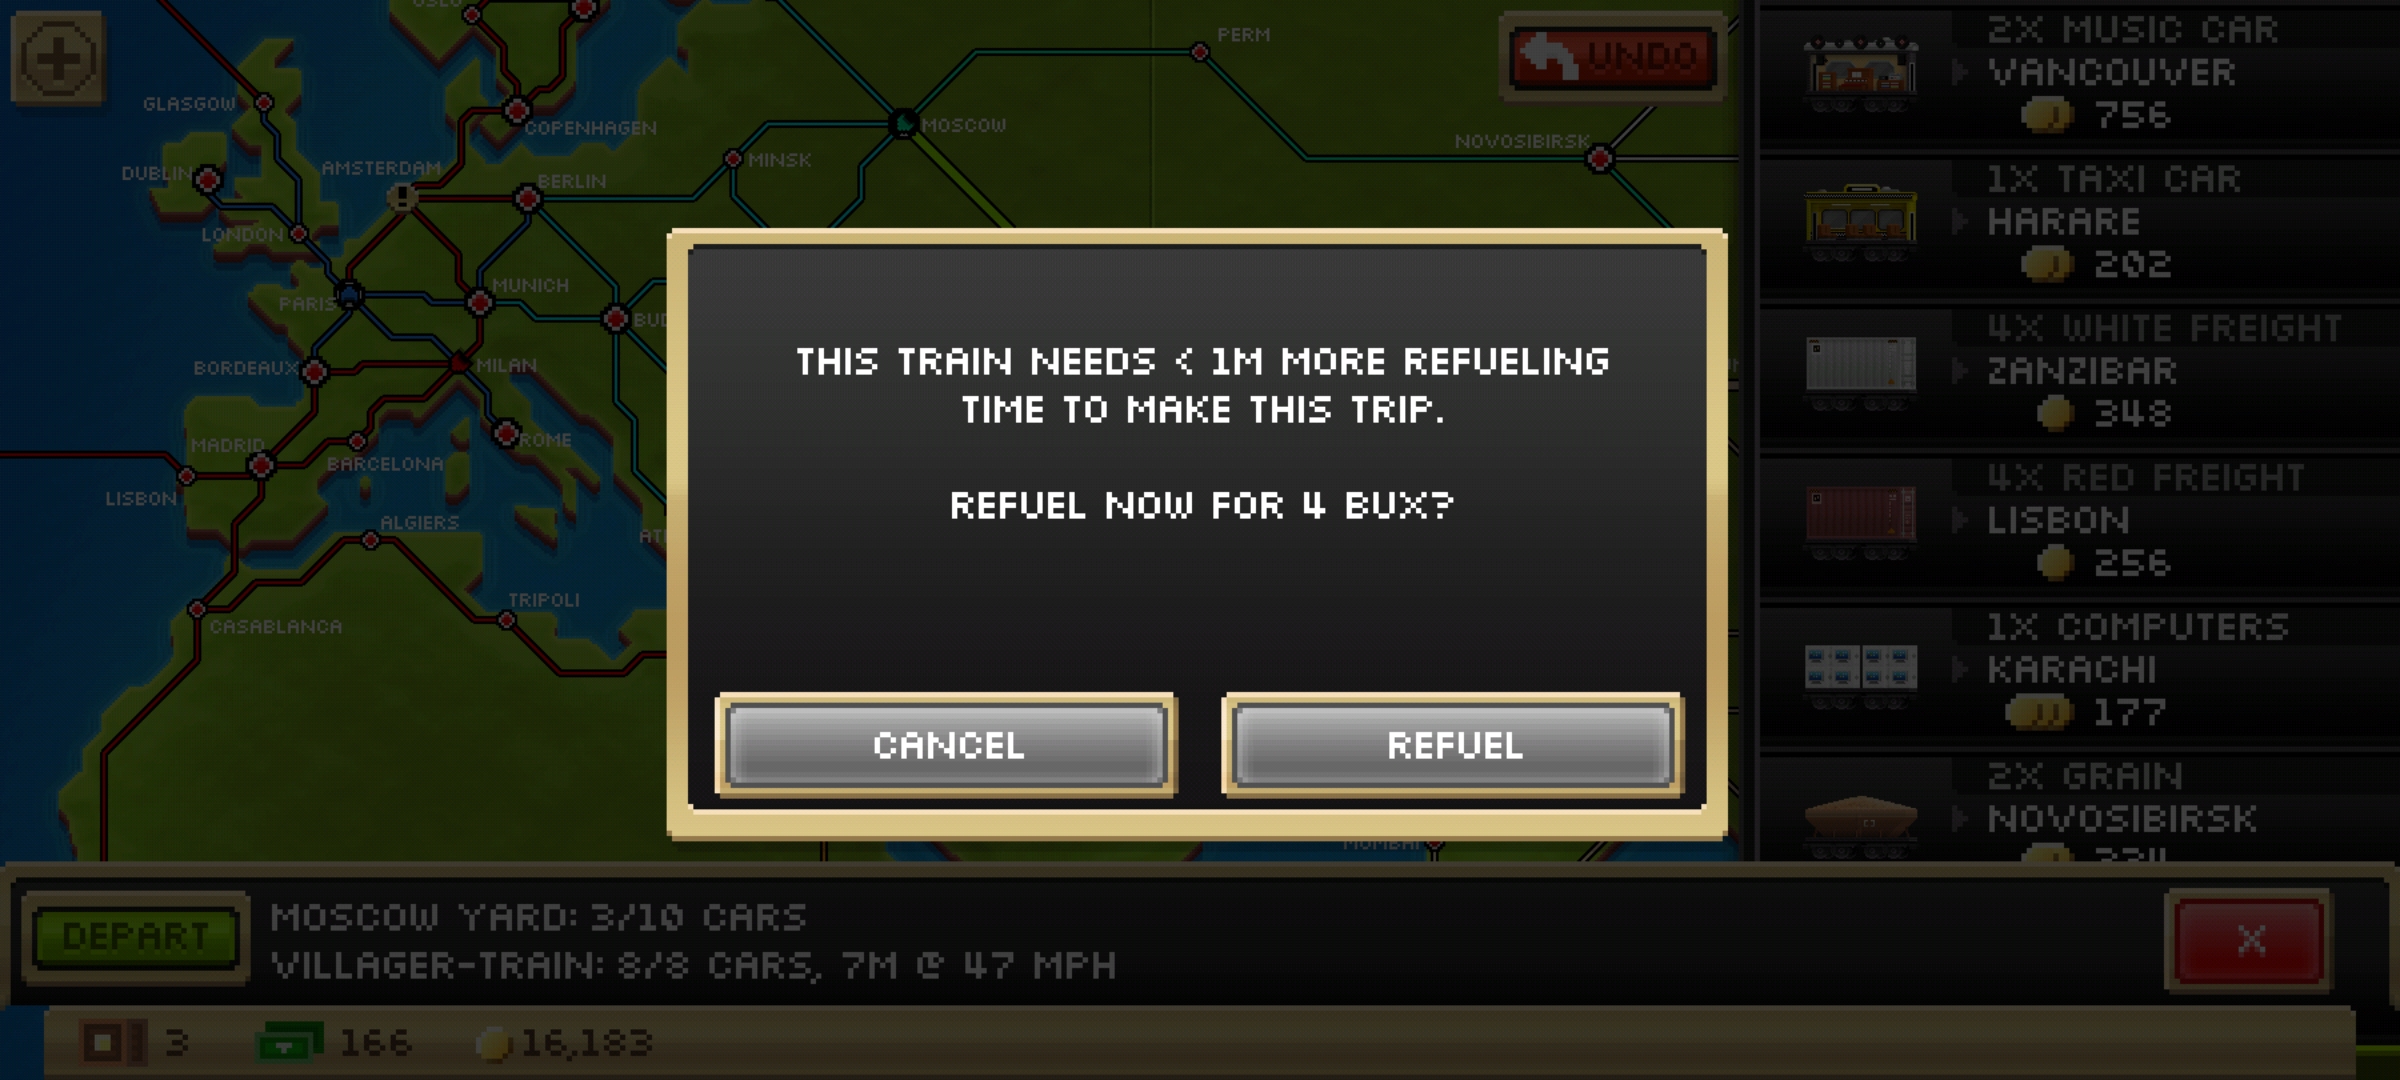 OSLO
PERM
UNDO
GLASGOW
COPENHAGEN
MOSCOW
NOVOSIBIRSK
MINSK
DUBLIN
AMSTERDAM
BERLIN
LONDON
MUNICH
PARIS
BORDEAUX
MILAN
MADRID
ROME
BARCELONA
LISBON
ALGIERS
TRIPOLI
CASABLANCA
MUMBAI
THIS TRAIN NEEDS < 1M MORE REFUELING
TIME TO MAKE THIS TRIP.
REFUEL NOW FOR 4 BUX?
CANCEL
REFUEL
2X MUSIC CAR
VANCOUVER
756
1X TAXI CAR
HARARE
202
4X WHITE FREIGHT
ZANZIBAR
348
4X RED FREIGHT
LISBON
256
1X COMPUTERS
KARACHI
177
2X GRAIN
NOVOSIBIRSK
DEPART
MOSCOW YARD: 3/10 CARS
VILLAGER-TRAIN: 8/8 CARS, 7M @ 47 MPH
X
3
166
16,183